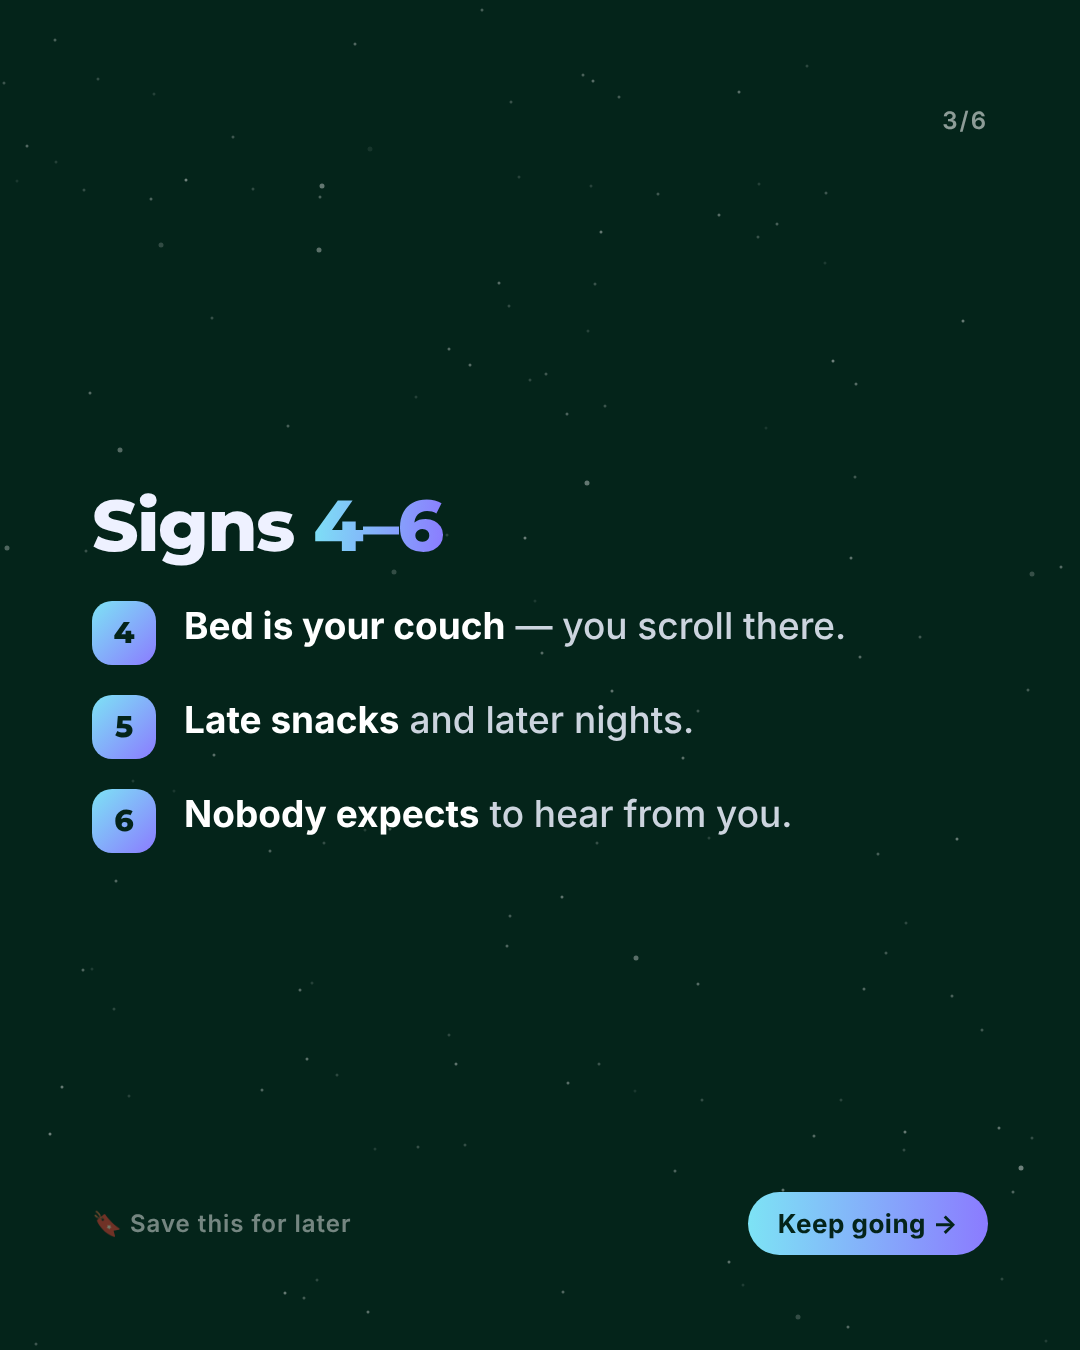 3/6
Signs 4–6
4 Bed is your couch — you scroll there.
5 Late snacks and later nights.
6 Nobody expects to hear from you.
🔖 Save this for later
Keep going →